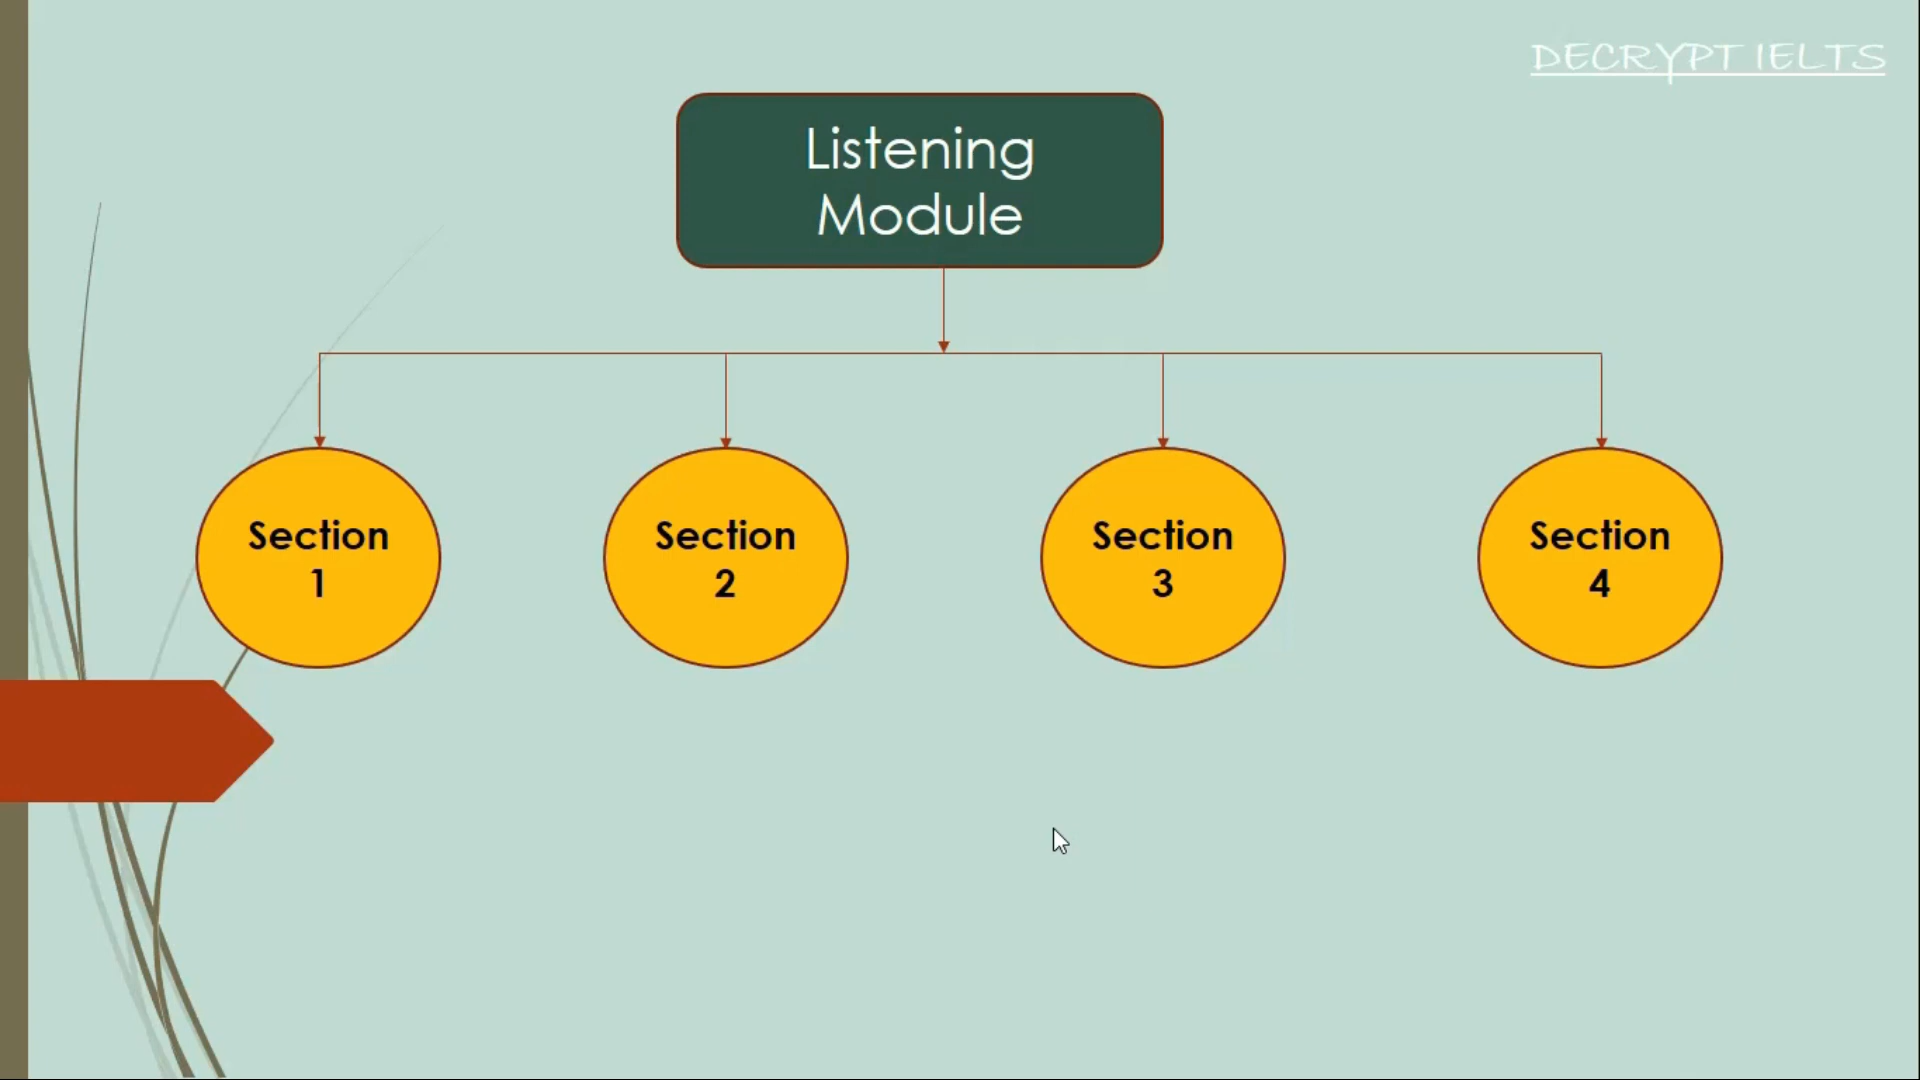 DECRYPT IELTS
Listening
Module
Section
1
Section
2
Section
3
Section
4